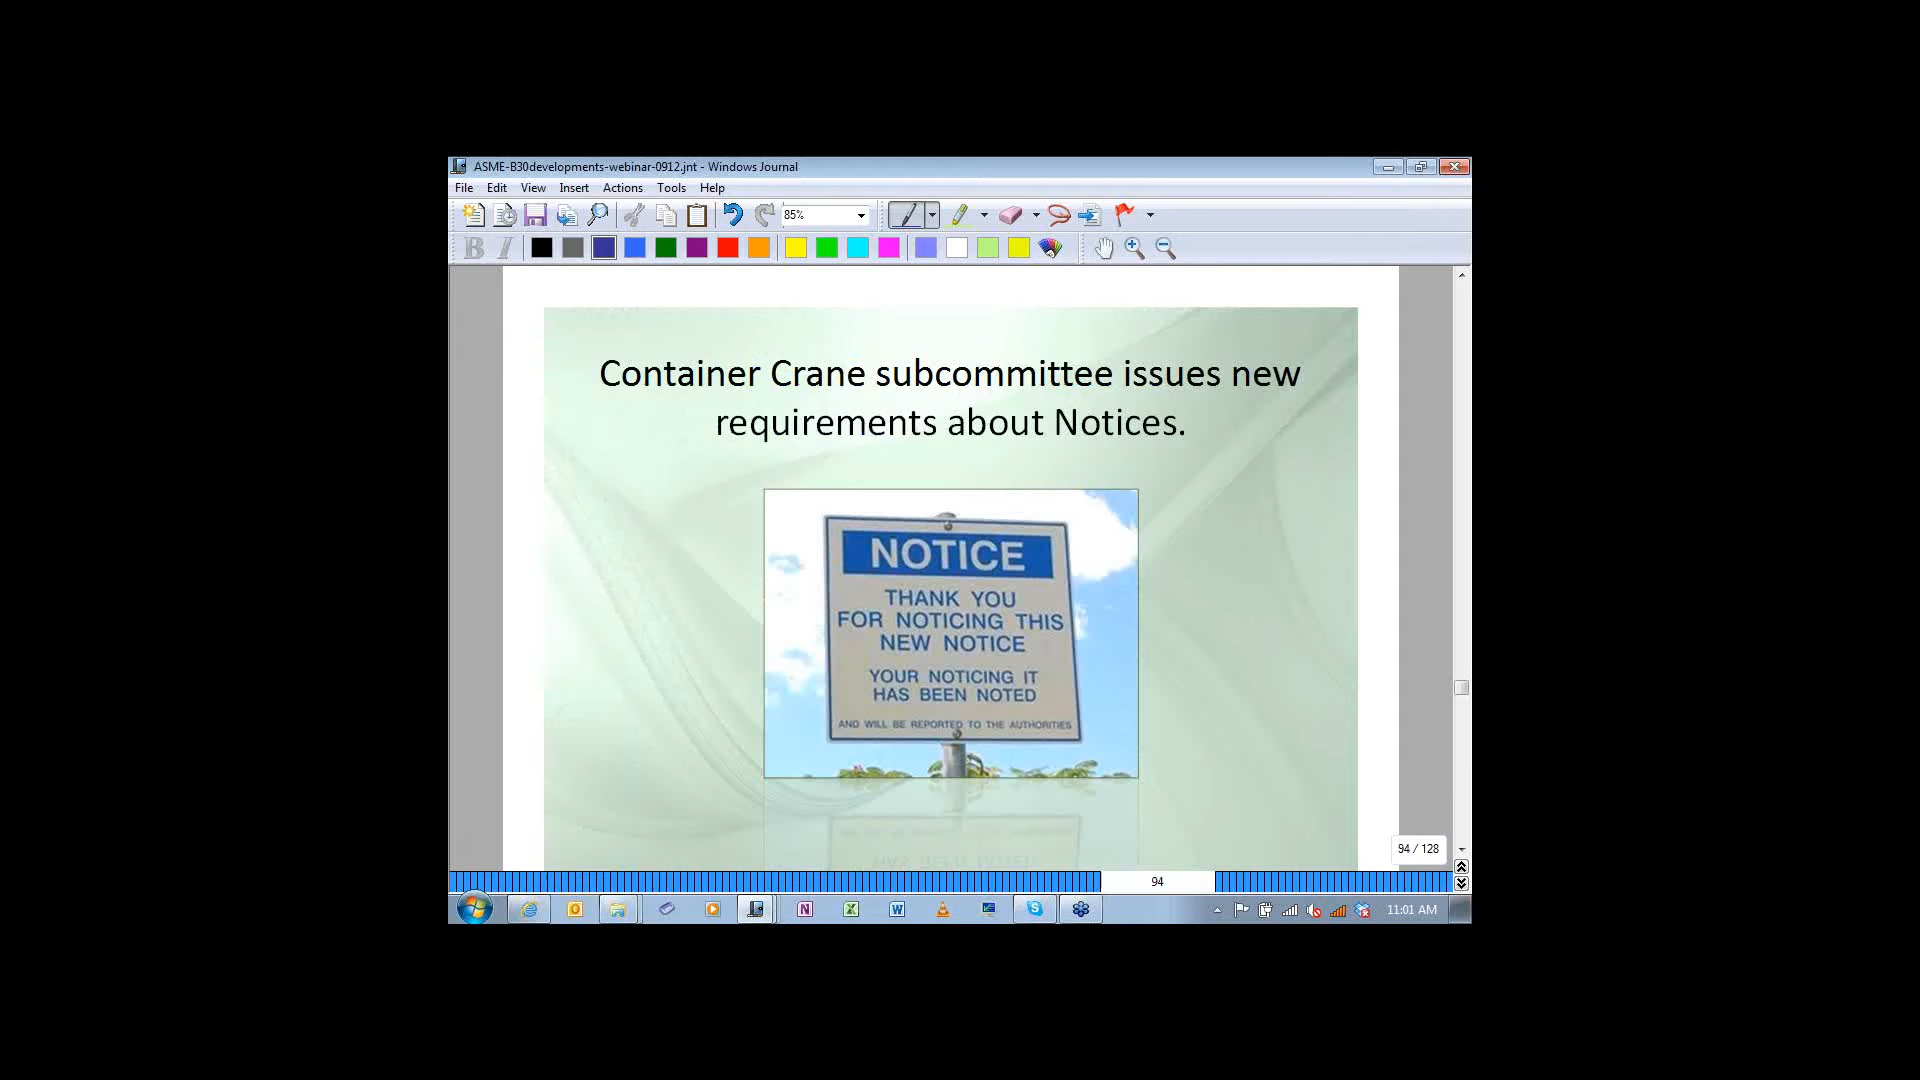 ASME-B30developments-webinar-0912.jnt - Windows Journal
File Edit View Insert Actions Tools Help
85%
B I
Container Crane subcommittee issues new
requirements about Notices.
NOTICE
THANK YOU
FOR NOTICING THIS
NEW NOTICE
YOUR NOTICING IT
HAS BEEN NOTED
AND WILL BE REPORTED TO THE AUTHORITIES
94 / 128
94
11:01 AM